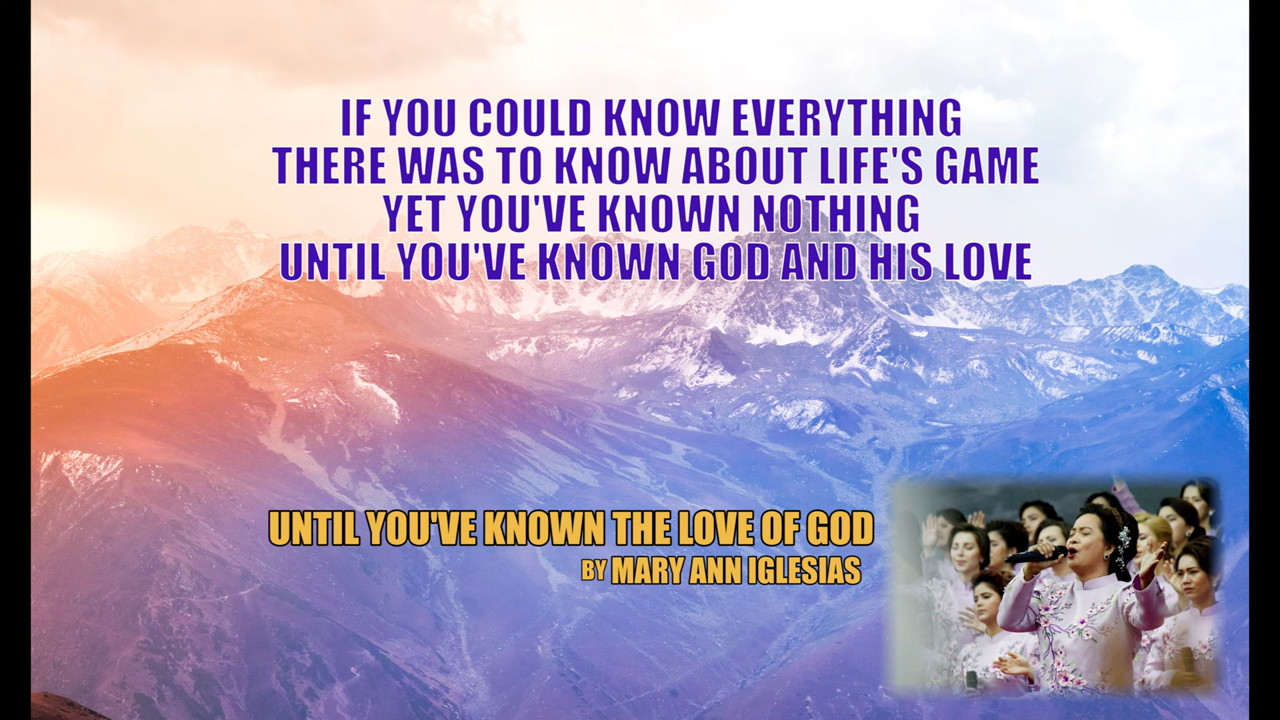 IF YOU COULD KNOW EVERYTHING
THERE WAS TO KNOW ABOUT LIFE'S GAME
YET YOU'VE KNOWN NOTHING
UNTIL YOU'VE KNOWN GOD AND HIS LOVE
UNTIL YOU'VE KNOWN THE LOVE OF GOD
BY MARY ANN IGLESIAS